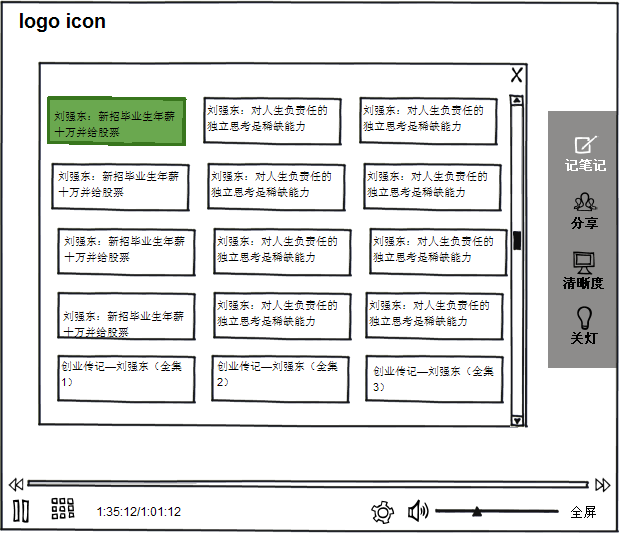 logo icon
X
刘强东：新招毕业生年薪
十万并给股票
刘强东：对人生负责任的
独立思考是稀缺能力
刘强东：对人生负责任的
独立思考是稀缺能力
刘强东：新招毕业生年薪
十万并给股票
刘强东：对人生负责任的
独立思考是稀缺能力
刘强东：对人生负责任的
独立思考是稀缺能力
刘强东：新招毕业生年薪
十万并给股票
刘强东：对人生负责任的
独立思考是稀缺能力
刘强东：对人生负责任的
独立思考是稀缺能力
刘强东：新招毕业生年薪
十万并给股票
刘强东：对人生负责任的
独立思考是稀缺能力
刘强东：对人生负责任的
独立思考是稀缺能力
创业传记—刘强东（全集
1）
创业传记—刘强东（全集
2）
创业传记—刘强东（全集
3）
记笔记
分享
清晰度
关灯
1:35:12/1:01:12
全屏